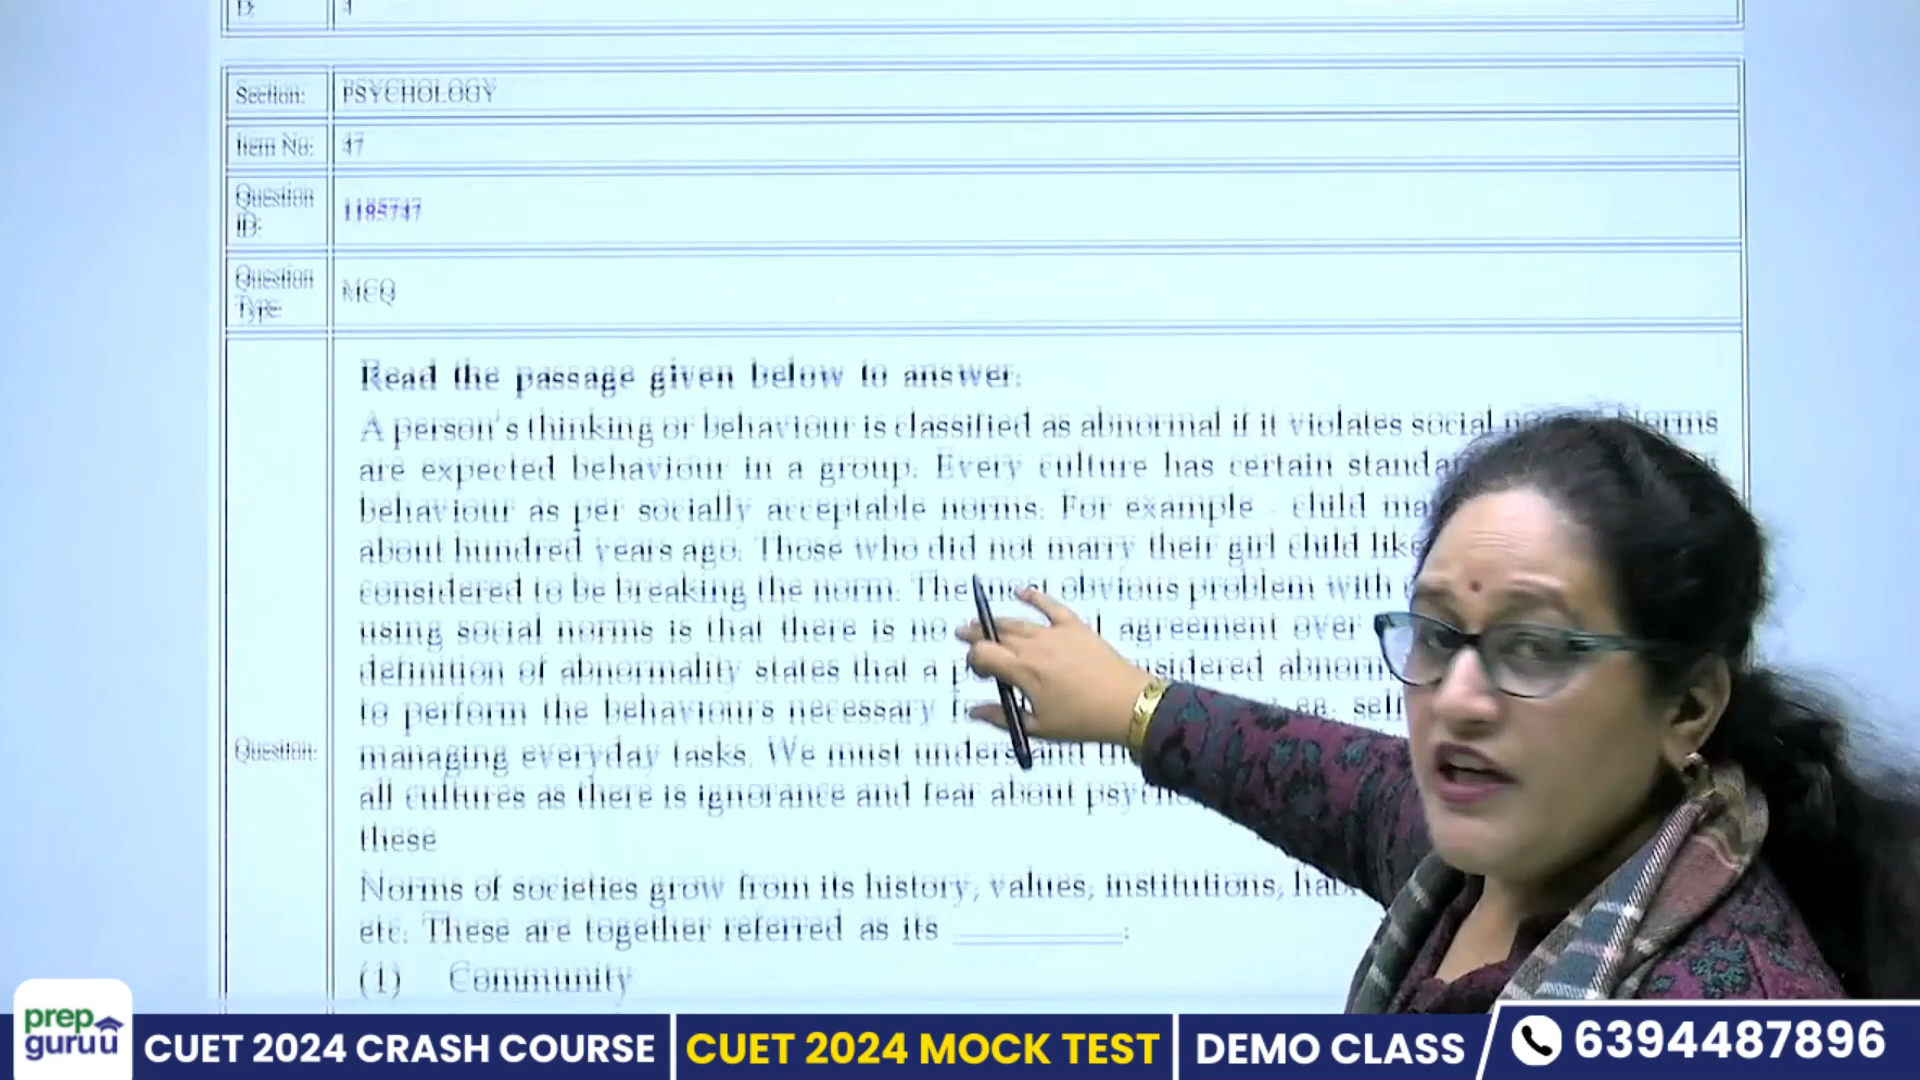 Section: PSYCHOLOGY
Item No: 47
Question ID: 1185747
Question Type: MCQ
Question:
Read the passage given below to answer.
A person's thinking or behaviour is classified as abnormal if it violates social Norms
are expected behaviour in a group. Every culture has certain
behaviour as per socially acceptable norms. For example - child
about hundred years ago. Those who did not marry their girl child like
considered to be breaking the norm. The most obvious problem with
using social norms is that there is no agreement over
definition of abnormality states that a
to perform the behaviours necessary eg. self
managing everyday tasks. We must understand
all cultures as there is ignorance and fear about
these
Norms of societies grow from its history, values, institutions,
etc. These are together referred as its ________.
(1) Community
prep guruu
CUET 2024 CRASH COURSE
CUET 2024 MOCK TEST
DEMO CLASS
6394487896